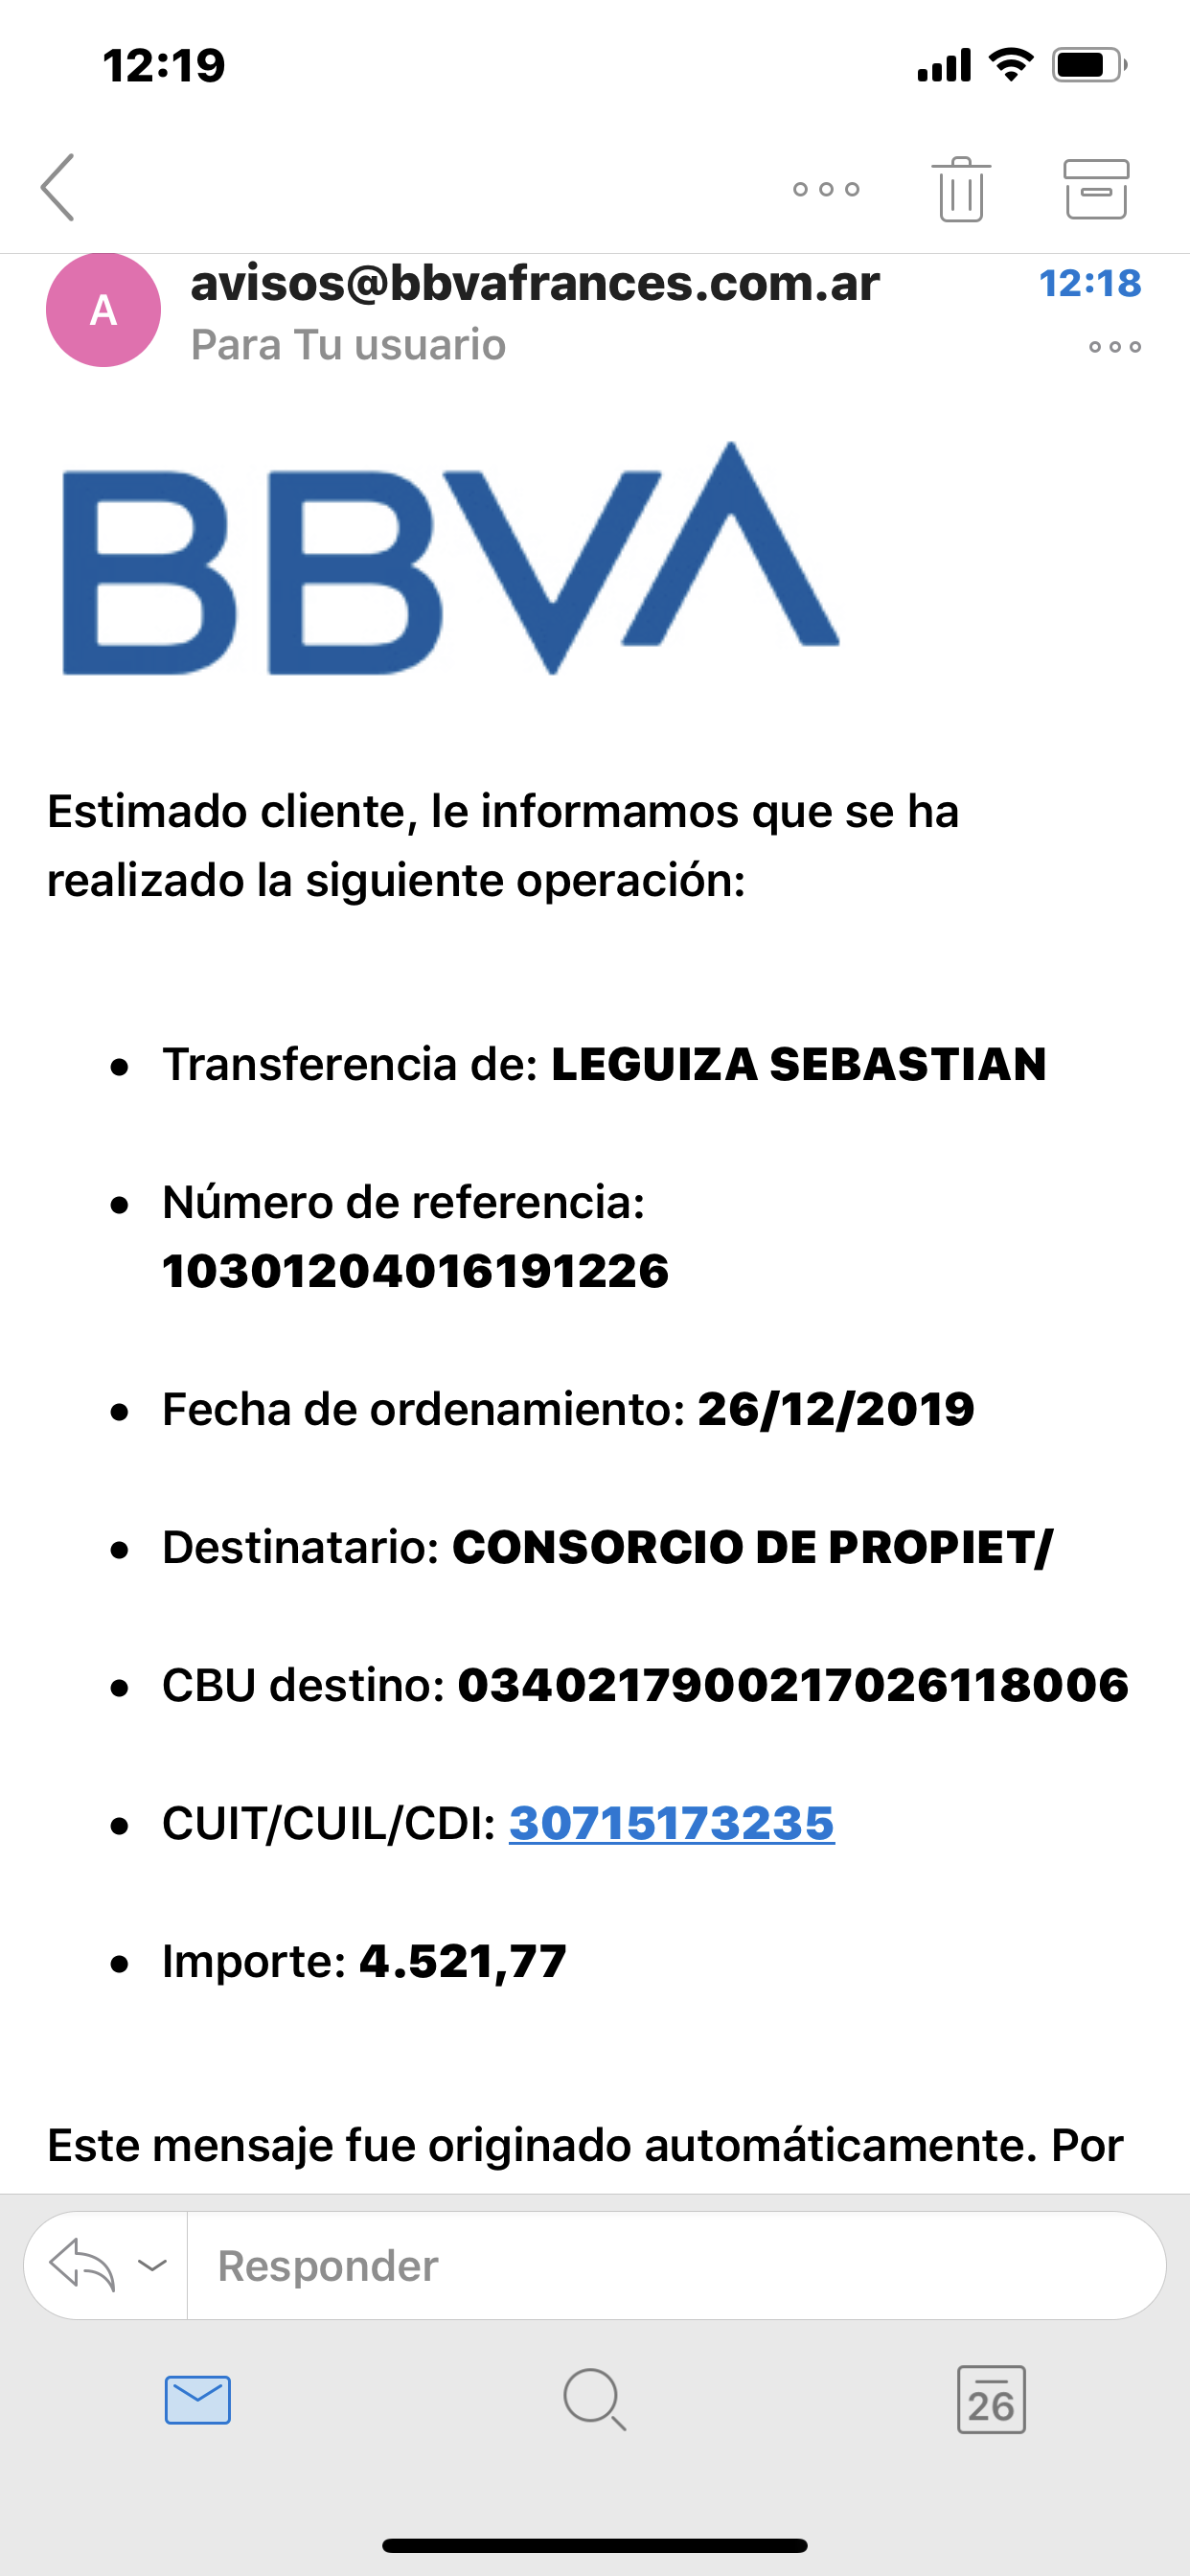 12:19
avisos@bbvafrances.com.ar
12:18
A
Para Tu usuario
BBVA
Estimado cliente, le informamos que se ha
realizado la siguiente operación:
• Transferencia de: LEGUIZA SEBASTIAN
• Número de referencia:
10301204016191226
• Fecha de ordenamiento: 26/12/2019
• Destinatario: CONSORCIO DE PROPIET/
• CBU destino: 0340217900217026118006
• CUIT/CUIL/CDI: 30715173235
• Importe: 4.521,77
Este mensaje fue originado automáticamente. Por
Responder
26